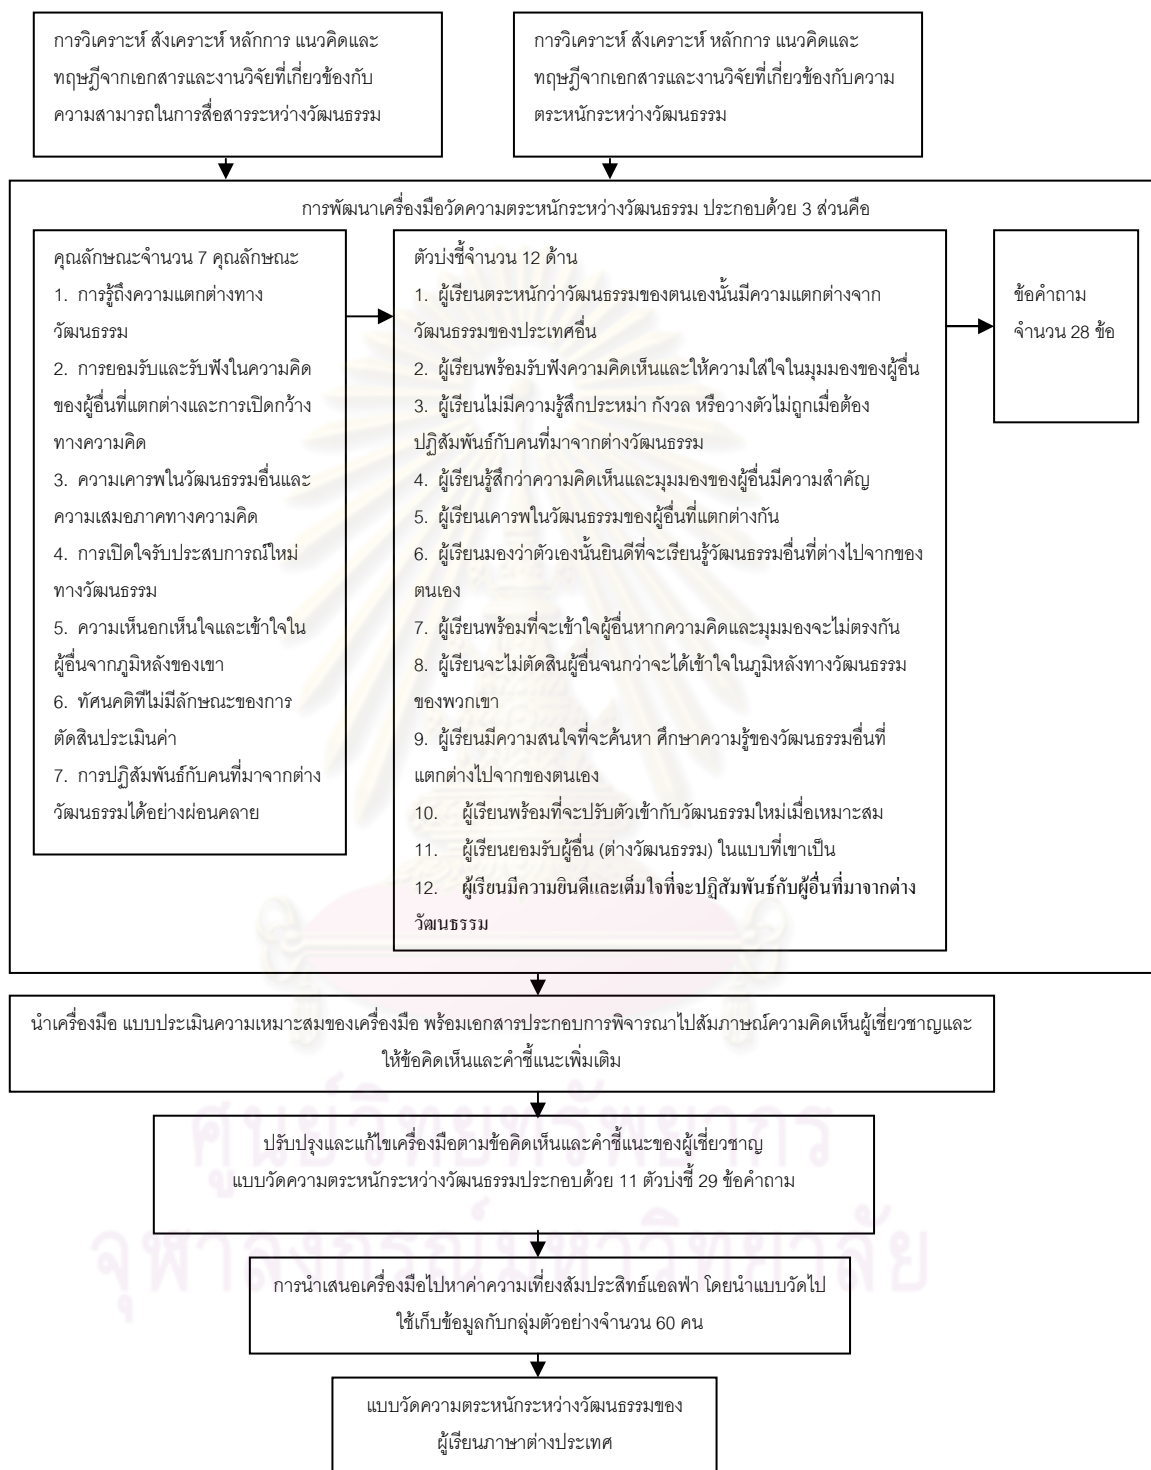 การวิเคราะห์ สังเคราะห์ หลักการ แนวคิดและ
ทฤษฎีจากเอกสารและงานวิจัยที่เกี่ยวข้องกับ
ความสามารถในการสื่อสารระหว่างวัฒนธรรม
การวิเคราะห์ สังเคราะห์ หลักการ แนวคิดและ
ทฤษฎีจากเอกสารและงานวิจัยที่เกี่ยวข้องกับความ
ตระหนักระหว่างวัฒนธรรม
การพัฒนาเครื่องมือวัดความตระหนักระหว่างวัฒนธรรม ประกอบด้วย 3 ส่วนคือ
คุณลักษณะจำนวน 7 คุณลักษณะ
1. การรู้ถึงความแตกต่างทาง
วัฒนธรรม
2. การยอมรับและรับฟังในความคิด
ของผู้อื่นที่แตกต่างและการเปิดกว้าง
ทางความคิด
3. ความเคารพในวัฒนธรรมอื่นและ
ความเสมอภาคทางความคิด
4. การเปิดใจรับประสบการณ์ใหม่
ทางวัฒนธรรม
5. ความเห็นอกเห็นใจและเข้าใจใน
ผู้อื่นจากภูมิหลังของเขา
6. ทัศนคติทีไม่มีลักษณะของการ
ตัดสินประเมินค่า
7. การปฏิสัมพันธ์กับคนที่มาจากต่าง
วัฒนธรรมได้อย่างผ่อนคลาย
ตัวบ่งชี้จำนวน 12 ด้าน
1. ผู้เรียนตระหนักว่าวัฒนธรรมของตนเองนั้นมีความแตกต่างจาก
วัฒนธรรมของประเทศอื่น
2. ผู้เรียนพร้อมรับฟังความคิดเห็นและให้ความใส่ใจในมุมมองของผู้อื่น
3. ผู้เรียนไม่มีความรู้สึกประหม่า กังวล หรือวางตัวไม่ถูกเมื่อต้อง
ปฏิสัมพันธ์กับคนที่มาจากต่างวัฒนธรรม
4. ผู้เรียนรู้สึกว่าความคิดเห็นและมุมมองของผู้อื่นมีความสำคัญ
5. ผู้เรียนเคารพในวัฒนธรรมของผู้อื่นที่แตกต่างกัน
6. ผู้เรียนมองว่าตัวเองนั้นยินดีที่จะเรียนรู้วัฒนธรรมอื่นที่ต่างไปจากของ
ตนเอง
7. ผู้เรียนพร้อมที่จะเข้าใจผู้อื่นหากความคิดและมุมมองจะไม่ตรงกัน
8. ผู้เรียนจะไม่ตัดสินผู้อื่นจนกว่าจะได้เข้าใจในภูมิหลังทางวัฒนธรรม
ของพวกเขา
9. ผู้เรียนมีความสนใจที่จะค้นหา ศึกษาความรู้ของวัฒนธรรมอื่นที่
แตกต่างไปจากของตนเอง
10. ผู้เรียนพร้อมที่จะปรับตัวเข้ากับวัฒนธรรมใหม่เมื่อเหมาะสม
11. ผู้เรียนยอมรับผู้อื่น (ต่างวัฒนธรรม) ในแบบที่เขาเป็น
12. ผู้เรียนมีความยินดีและเต็มใจที่จะปฏิสัมพันธ์กับผู้อื่นที่มาจากต่าง
วัฒนธรรม
ข้อคำถาม
จำนวน 28 ข้อ
นำเครื่องมือ แบบประเมินความเหมาะสมของเครื่องมือ พร้อมเอกสารประกอบการพิจารณาไปสัมภาษณ์ความคิดเห็นผู้เชี่ยวชาญและ
ให้ข้อคิดเห็นและคำชี้แนะเพิ่มเติม
ปรับปรุงและแก้ไขเครื่องมือตามข้อคิดเห็นและคำชี้แนะของผู้เชี่ยวชาญ
แบบวัดความตระหนักระหว่างวัฒนธรรมประกอบด้วย 11 ตัวบ่งชี้ 29 ข้อคำถาม
การนำเสนอเครื่องมือไปหาค่าความเที่ยงสัมประสิทธ์แอลฟ่า โดยนำแบบวัดไป
ใช้เก็บข้อมูลกับกลุ่มตัวอย่างจำนวน 60 คน
แบบวัดความตระหนักระหว่างวัฒนธรรมของ
ผู้เรียนภาษาต่างประเทศ
ศูนย์วิทยทรัพยากร
จุฬาลงกรณ์มหาวิทยาลัย